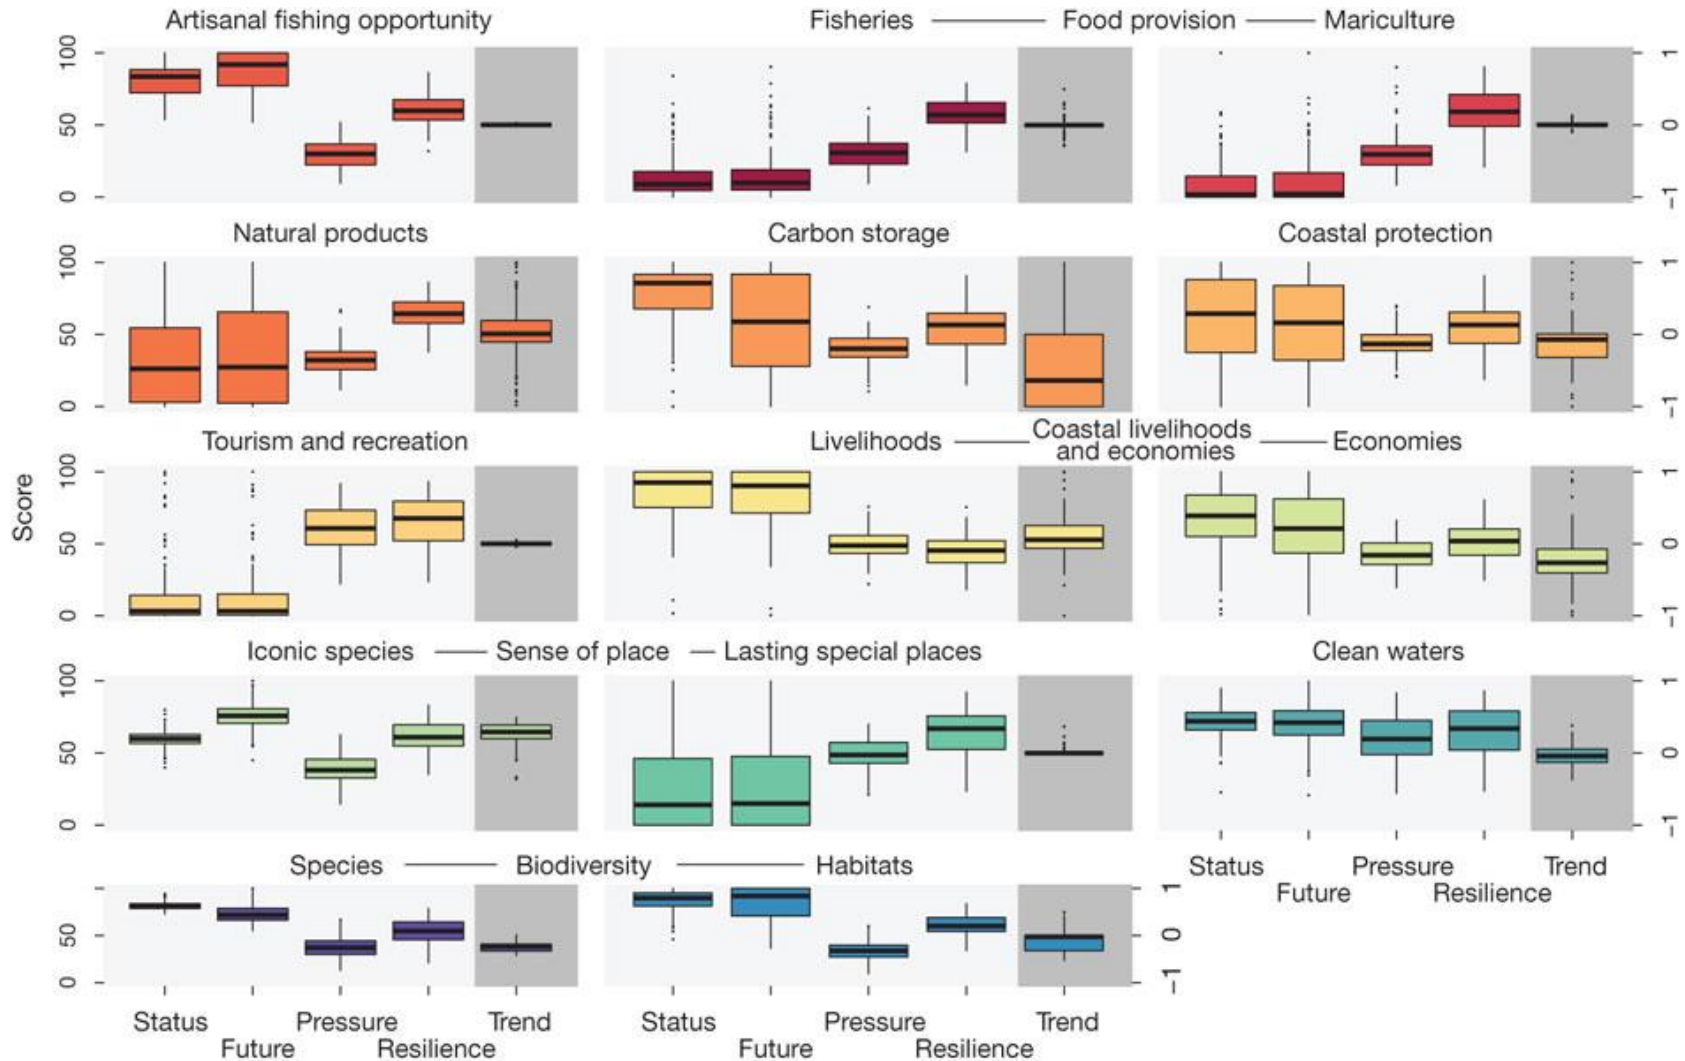 Artisanal fishing opportunity
Fisheries Food provision Mariculture
100
50
0
1
0
−1
Natural products
Carbon storage
Coastal protection
100
50
0
1
0
−1
Tourism and recreation
Livelihoods Coastal livelihoods and economies Economies
100
50
0
1
0
−1
Score
Iconic species Sense of place Lasting special places
Clean waters
100
50
0
1
0
−1
Status
Future
Pressure
Resilience
Trend
Species Biodiversity Habitats
50
0
1
0
−1
Status
Future
Pressure
Resilience
Trend
Status
Future
Pressure
Resilience
Trend